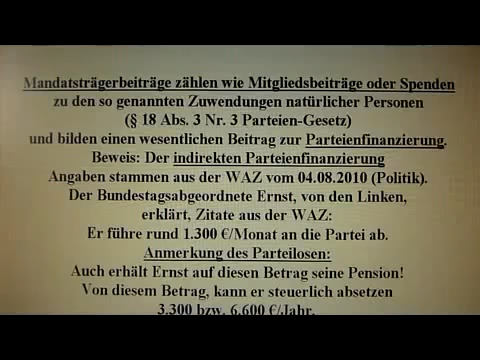 Mandatsträgerbeiträge zählen wie Mitgliedsbeiträge oder Spenden
zu den so genannten Zuwendungen natürlicher Personen
(§ 18 Abs. 3 Nr. 3 Parteien-Gesetz)
und bilden einen wesentlichen Beitrag zur Parteienfinanzierung.
Beweis: Der indirekten Parteienfinanzierung
Angaben stammen aus der WAZ vom 04.08.2010 (Politik).
Der Bundestagsabgeordnete Ernst, von den Linken,
erklärt, Zitate aus der WAZ:
Er führe rund 1.300 €/Monat an die Partei ab.
Anmerkung des Parteilosen:
Auch erhält Ernst auf diesen Betrag seine Pension!
Von diesem Betrag, kann er steuerlich absetzen
3.300 bzw. 6.600 €/Jahr.